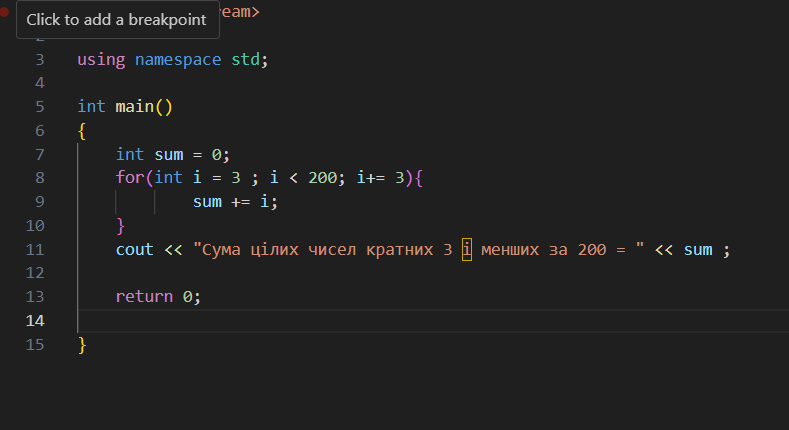 Click to add a breakpoint ream>
2
3 using namespace std;
4
5 int main()
6 {
7 int sum = 0;
8 for(int i = 3 ; i < 200; i+= 3){
9 sum += i;
10 }
11 cout << "Сума цілих чисел кратних 3 і менших за 200 = " << sum ;
12
13 return 0;
14
15 }